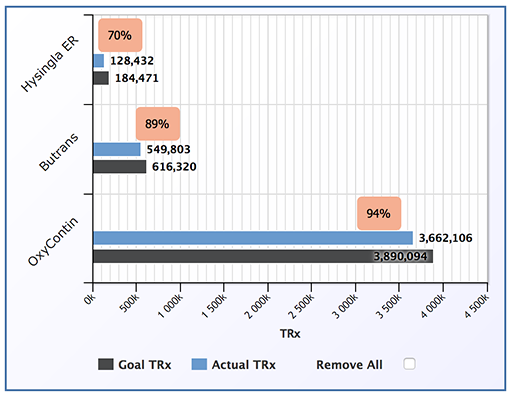 Hysingla ER
70%
128,432
184,471
Butrans
89%
549,803
616,320
OxyContin
94%
3,662,106
3,890,094
0k 500k 1 000k 1 500k 2 000k 2 500k 3 000k 3 500k 4 000k 4 500k
TRx
Goal TRx Actual TRx Remove All